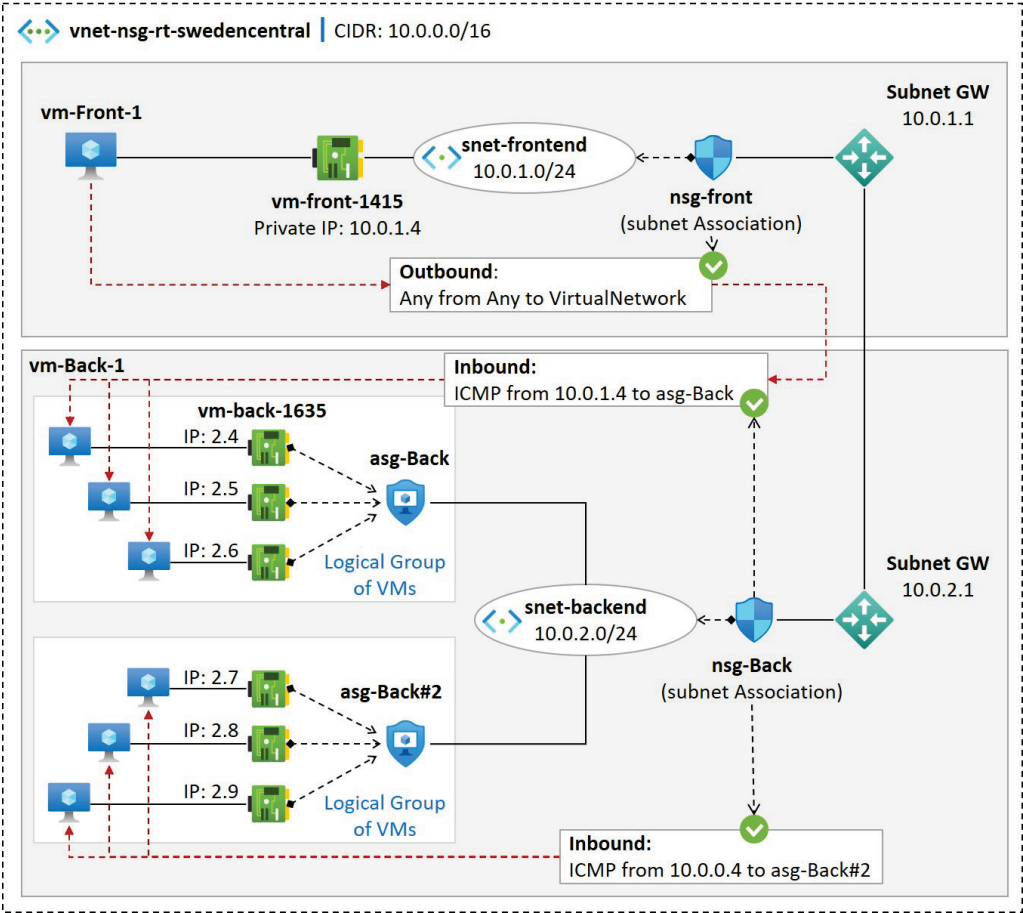 vnet-nsg-rt-swedencentral | CIDR: 10.0.0.0/16
Subnet GW
10.0.1.1
vm-Front-1
snet-frontend
10.0.1.0/24
vm-front-1415
Private IP: 10.0.1.4
nsg-front
(subnet Association)
Outbound:
Any from Any to VirtualNetwork
vm-Back-1
Inbound:
ICMP from 10.0.1.4 to asg-Back
vm-back-1635
IP: 2.4
asg-Back
IP: 2.5
IP: 2.6
Logical Group
of VMs
Subnet GW
10.0.2.1
snet-backend
10.0.2.0/24
nsg-Back
(subnet Association)
IP: 2.7
asg-Back#2
IP: 2.8
IP: 2.9
Logical Group
of VMs
Inbound:
ICMP from 10.0.0.4 to asg-Back#2